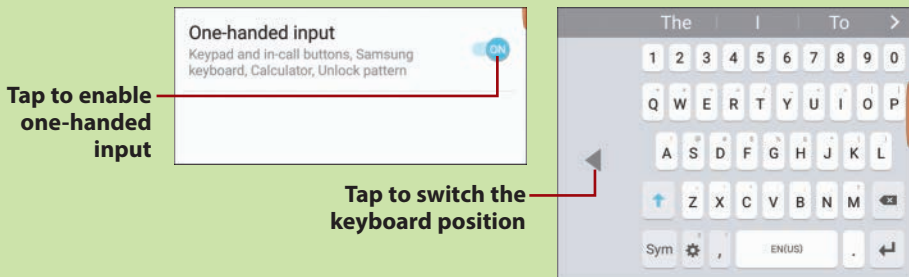 One-handed input
Keypad and in-call buttons, Samsung
keyboard, Calculator, Unlock pattern
ON
Tap to enable
one-handed
input
Tap to switch the
keyboard position
The I To >
1 2 3 4 5 6 7 8 9 0
Q W E R T Y U I O P
A S D F G H J K L
Z X C V B N M
Sym , EN(US) .